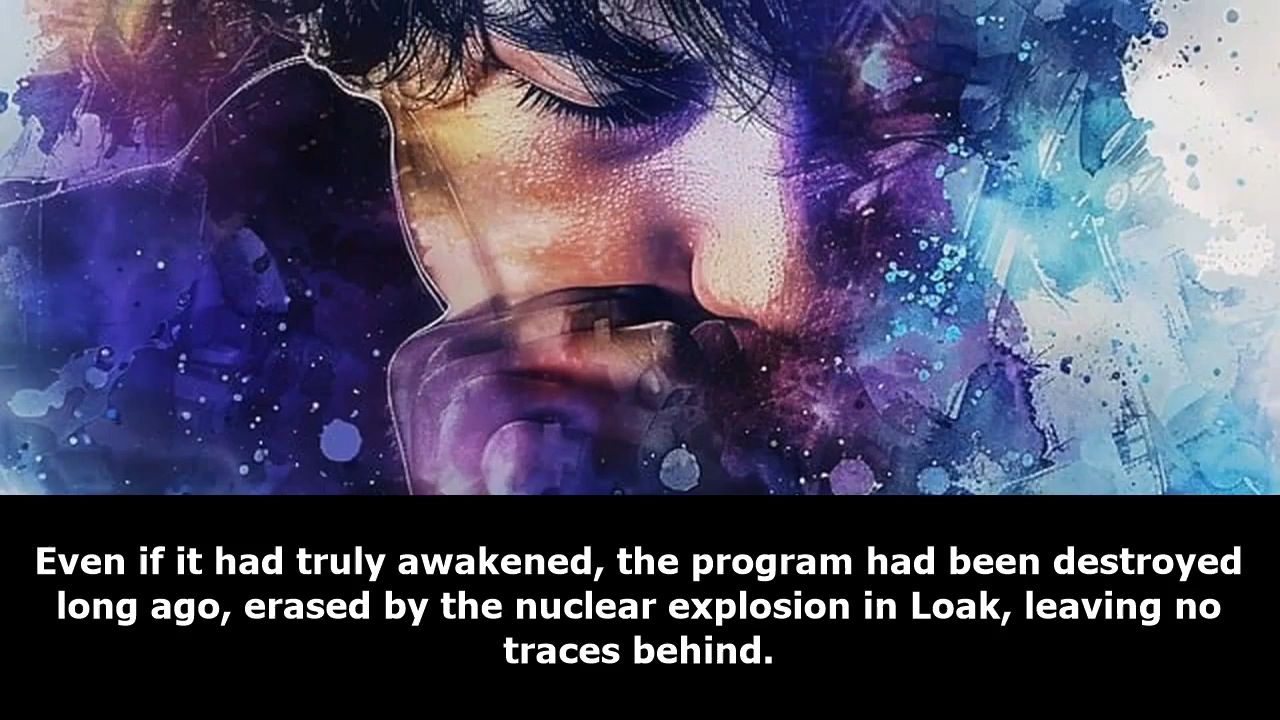 Even if it had truly awakened, the program had been destroyed
long ago, erased by the nuclear explosion in Loak, leaving no
traces behind.